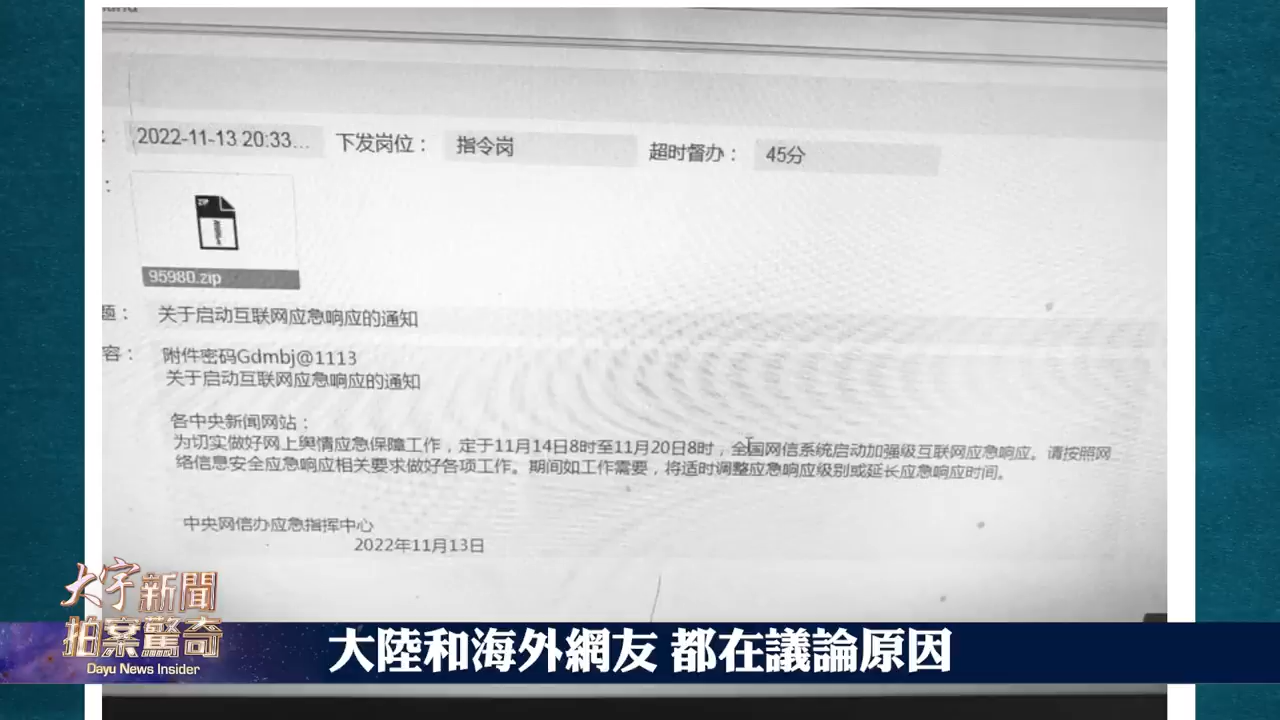 2022-11-13 20:33... 下发岗位： 指令岗 超时督办： 45分
ZIP
95980.zip
题： 关于启动互联网应急响应的通知
容： 附件密码Gdmbj@1113
关于启动互联网应急响应的通知
各中央新闻网站：
为切实做好网上舆情应急保障工作，定于11月14日8时至11月20日8时，全国网信系统启动加强级互联网应急响应。请按照网
络信息安全应急响应相关要求做好各项工作。期间如工作需要，将适时调整应急响应级别或延长应急响应时间。
中央网信办应急指挥中心
2022年11月13日
大宇新聞
拍案驚奇
Dayu News Insider
大陸和海外網友 都在議論原因